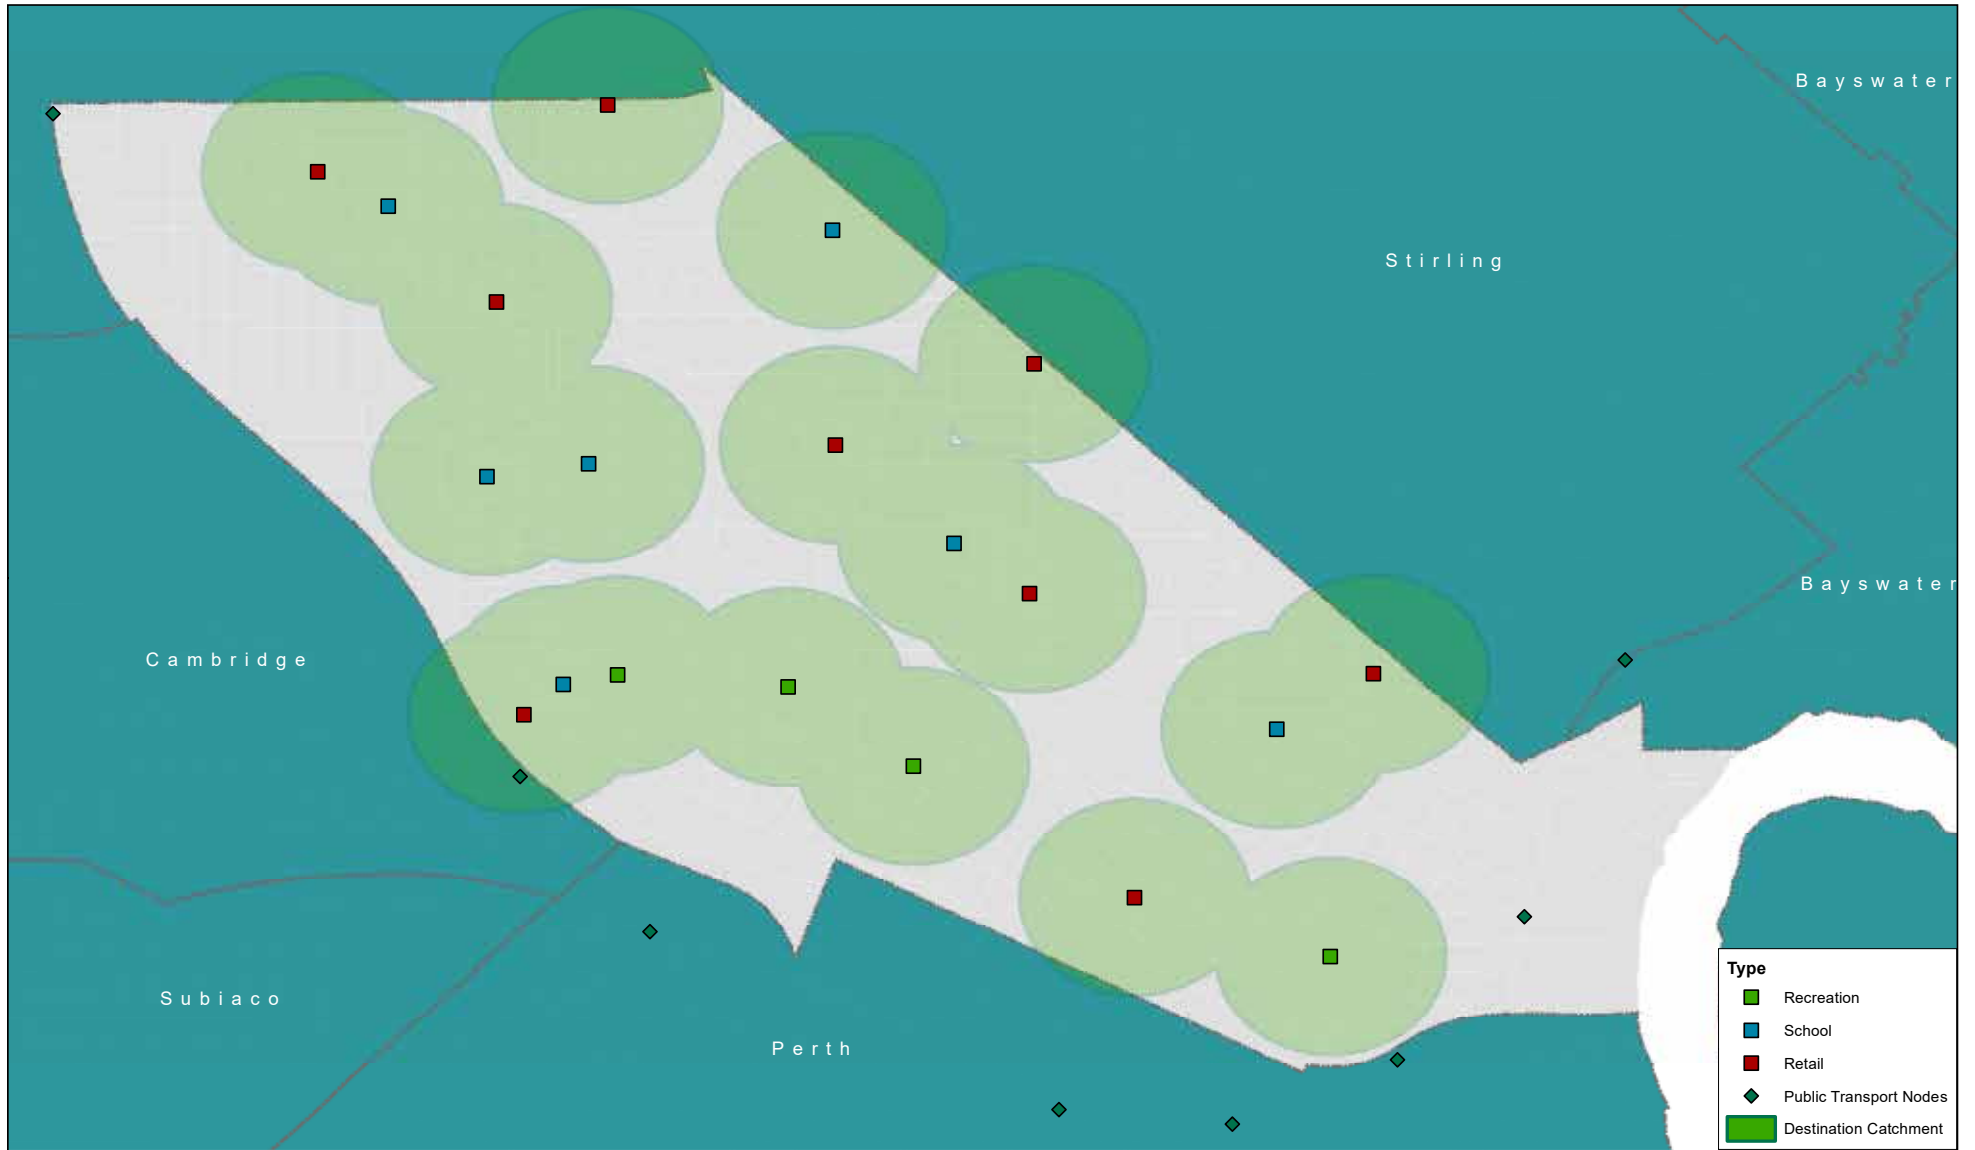 Bayswater
Stirling
Bayswater
Cambridge
Subiaco
Perth
Type
Recreation
School
Retail
Public Transport Nodes
Destination Catchment